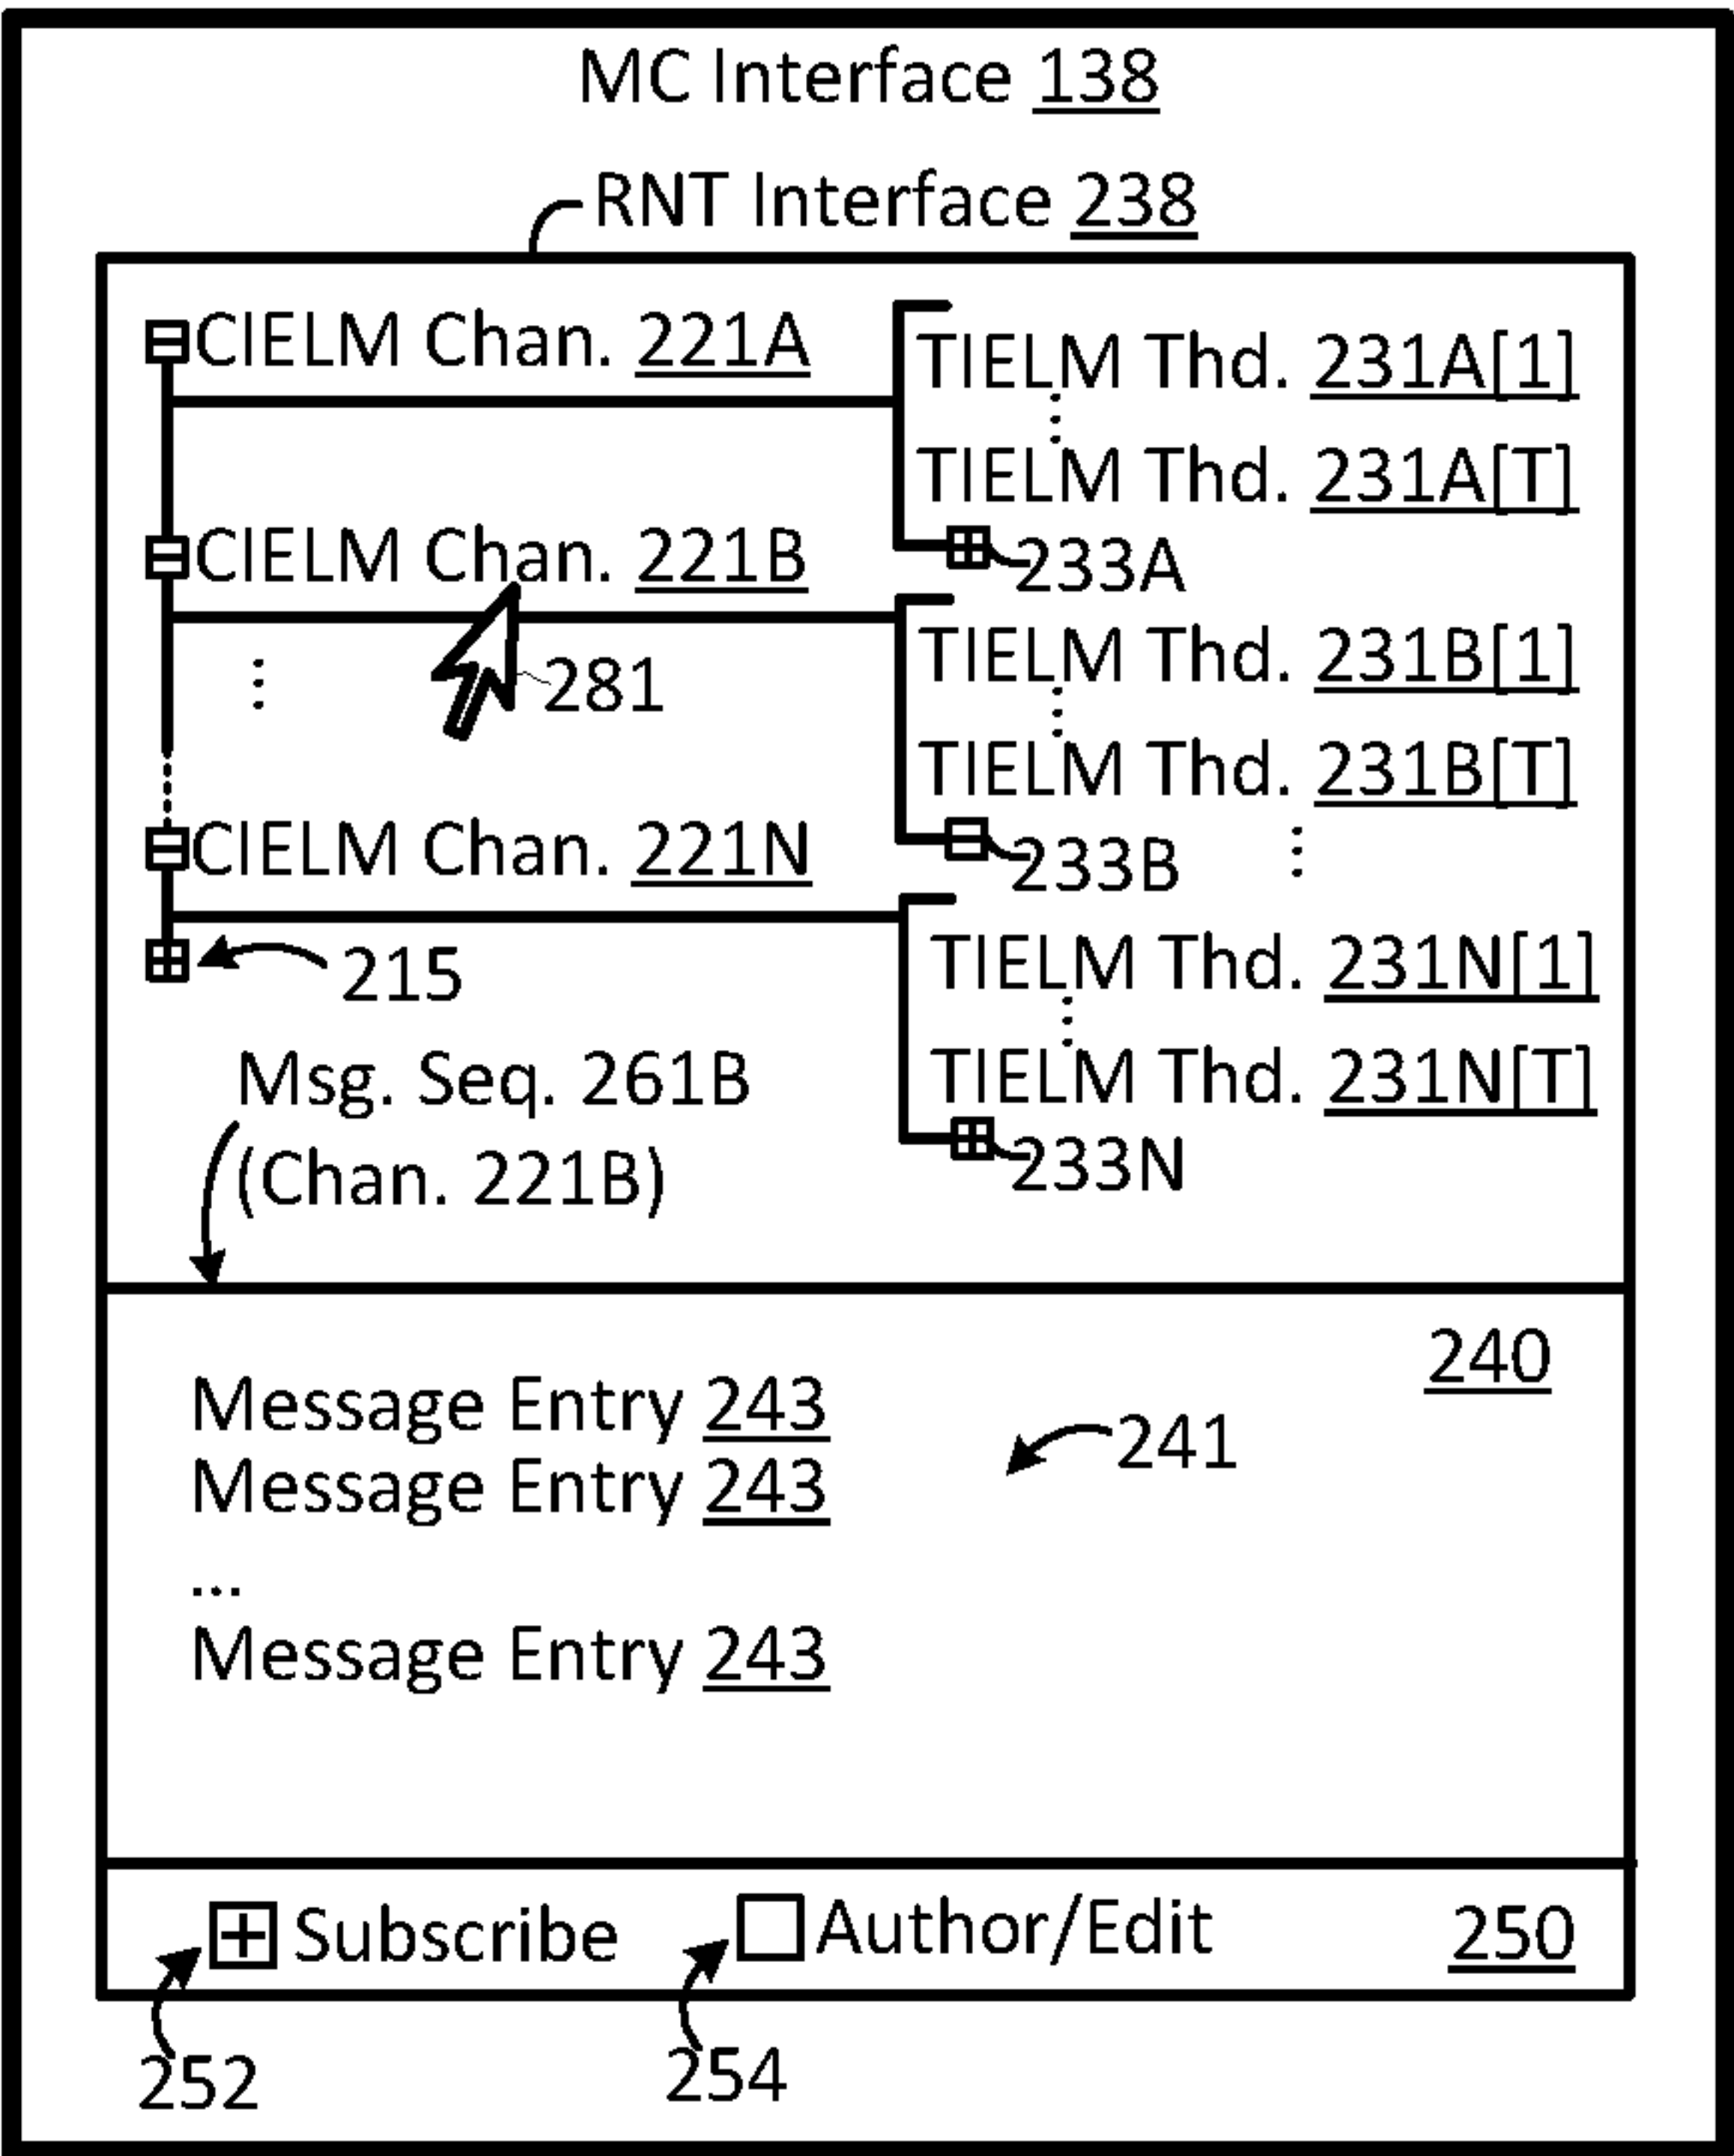 MC Interface 138
RNT Interface 238
CIELM Chan. 221A
TIELM Thd. 231A[1]
TIELM Thd. 231A[T]
233A
CIELM Chan. 221B
281
TIELM Thd. 231B[1]
TIELM Thd. 231B[T]
233B
CIELM Chan. 221N
215
TIELM Thd. 231N[1]
TIELM Thd. 231N[T]
233N
Msg. Seq. 261B
(Chan. 221B)
240
Message Entry 243
241
Message Entry 243
...
Message Entry 243
Subscribe
Author/Edit
250
252
254